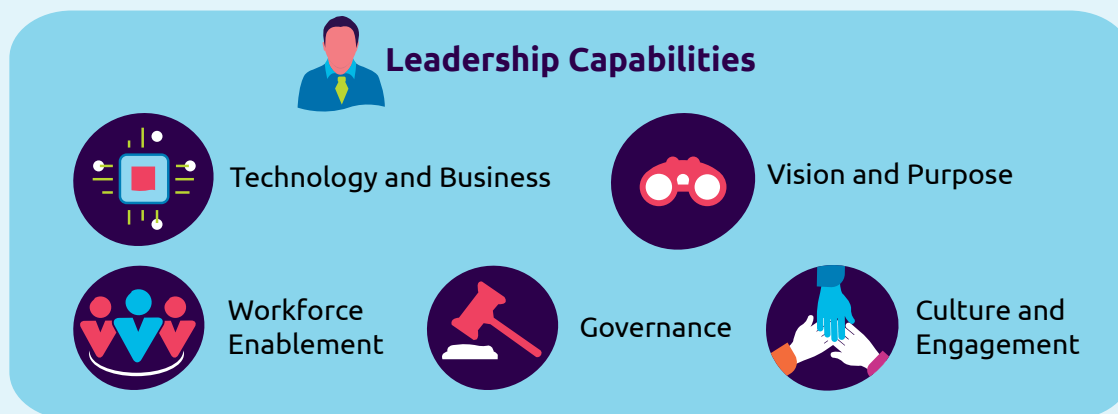 Leadership Capabilities
Technology and Business
Vision and Purpose
Workforce
Enablement
Governance
Culture and
Engagement